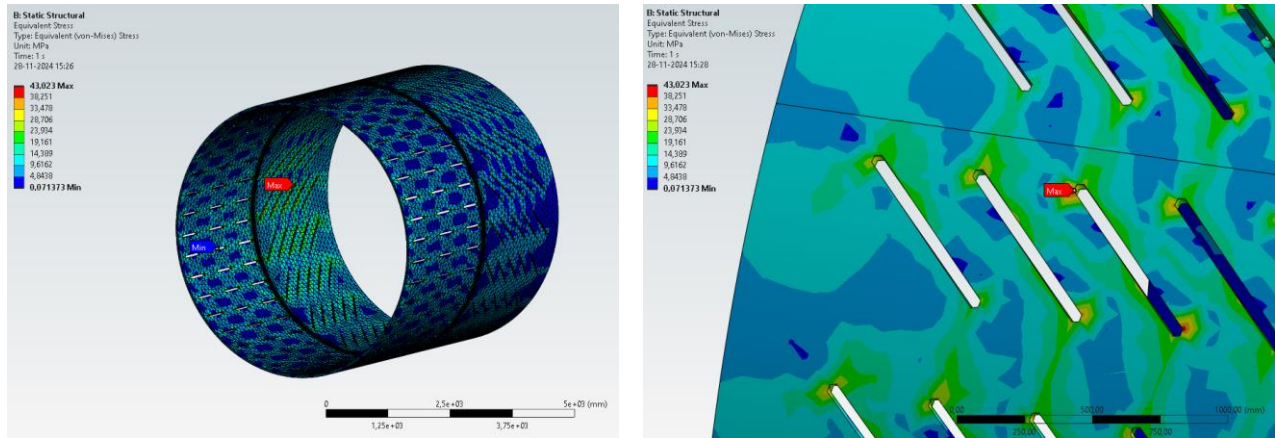 B: Static Structural
Equivalent Stress
Type: Equivalent (von-Mises) Stress
Unit: MPa
Time: 1 s
28-11-2024 15:26
43,023 Max
38,251
33,478
28,706
23,934
19,161
14,389
9,6162
4,8438
0,071373 Min
Max
Min
0
2,5e+03
5e+03 (mm)
1,25e+03
3,75e+03
B: Static Structural
Equivalent Stress
Type: Equivalent (von-Mises) Stress
Unit: MPa
Time: 1 s
28-11-2024 15:28
43,023 Max
38,251
33,478
28,706
23,934
19,161
14,389
9,6162
4,8438
0,071373 Min
Max
0,00
500,00
1000,00 (mm)
250,00
750,00